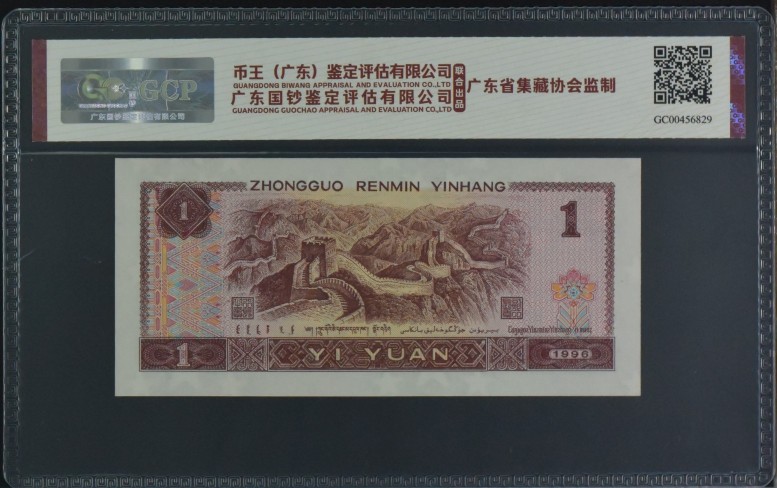 GCP
广东国钞鉴定评估有限公司
币王（广东）鉴定评估有限公司
GUANGDONG BIWANG APPRAISAL AND EVALUATION CO.,LTD
广东国钞鉴定评估有限公司
GUANGDONG GUOCHAO APPRAISAL AND EVALUATION CO.,LTD
联合出品
广东省集藏协会监制
GC00456829
ZHONGGUO RENMIN YINHANG
1
1
1
YI YUAN
1996